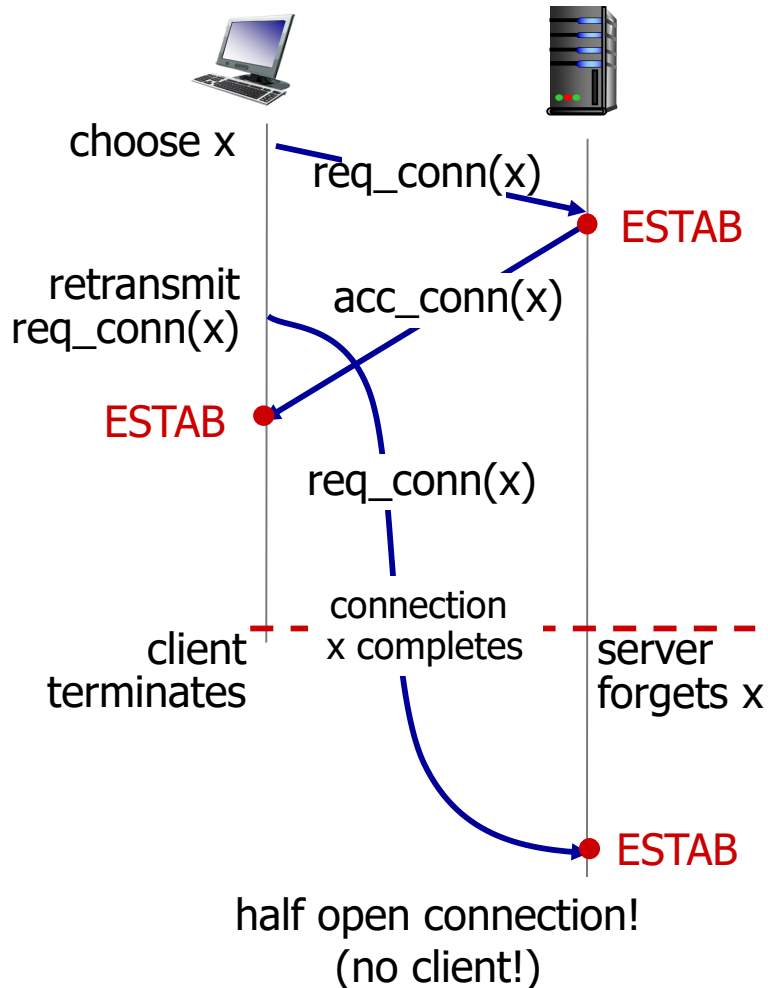 choose x
req_conn(x)
ESTAB
retransmit
req_conn(x)
acc_conn(x)
ESTAB
req_conn(x)
connection
x completes
client
terminates
server
forgets x
ESTAB
half open connection!
(no client!)